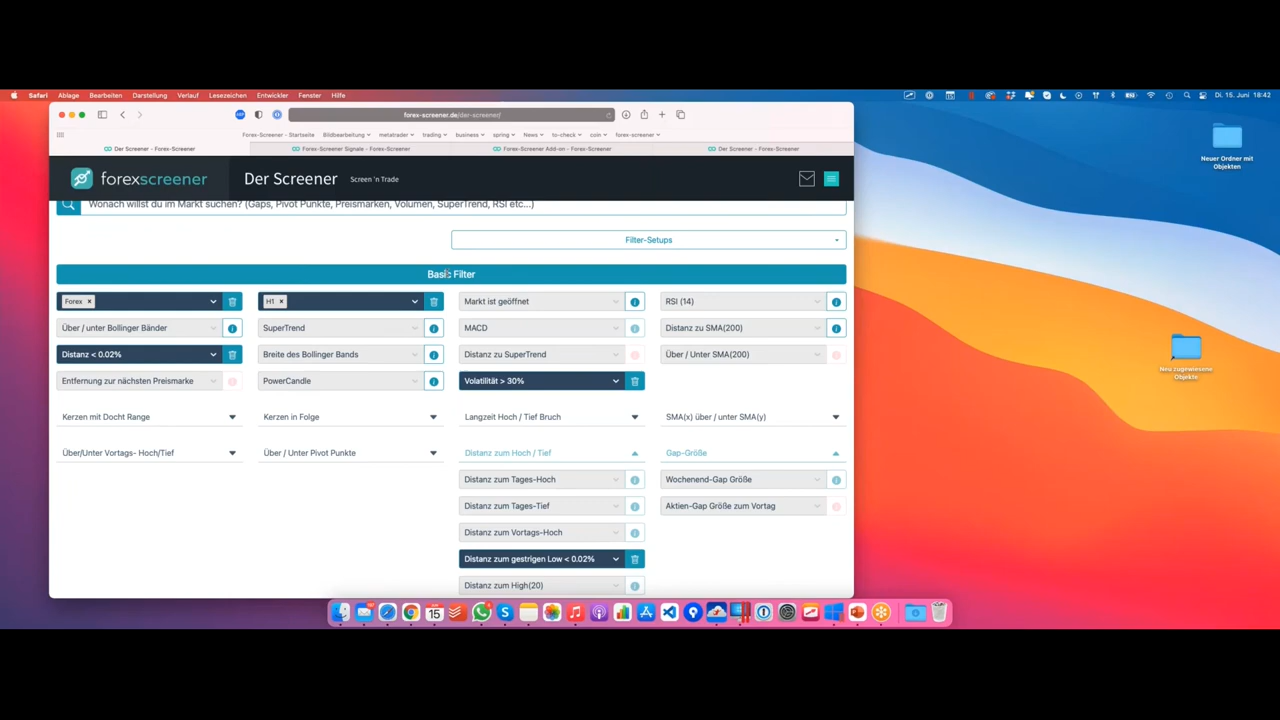 Safari Ablage Bearbeiten Darstellung Verlauf Lesezeichen Entwickler Fenster Hilfe
Di. 15. Juni 18:42
forex-screener.de/der-screener/
Forex-Screener - Startseite Bildbearbeitung metatrader trading business spring News to-check coin forex-screener
Der Screener - Forex-Screener Forex-Screener Signale - Forex-Screener Forex-Screener Add-on - Forex-Screener Der Screener - Forex-Screener
forexscreener Der Screener Screen 'n Trade
Wonach willst du im Markt suchen? (Gaps, Pivot Punkte, Preismarken, Volumen, SuperTrend, RSI etc...)
Filter-Setups
Basic Filter
Forex × H1 × Markt ist geöffnet RSI (14)
Über / unter Bollinger Bänder SuperTrend MACD Distanz zu SMA(200)
Distanz < 0.02% Breite des Bollinger Bands Distanz zu SuperTrend Über / Unter SMA(200)
Entfernung zur nächsten Preismarke PowerCandle Volatilität > 30%
Kerzen mit Docht Range Kerzen in Folge Langzeit Hoch / Tief Bruch SMA(x) über / unter SMA(y)
Über/Unter Vortags- Hoch/Tief Über / Unter Pivot Punkte Distanz zum Hoch / Tief Gap-Größe
Distanz zum Tages-Hoch Wochenend-Gap Größe
Distanz zum Tages-Tief Aktien-Gap Größe zum Vortag
Distanz zum Vortags-Hoch
Distanz zum gestrigen Low < 0.02%
Distanz zum High(20)
Neuer Ordner mit
Objekten
Neu zugewiesene
Objekte
15